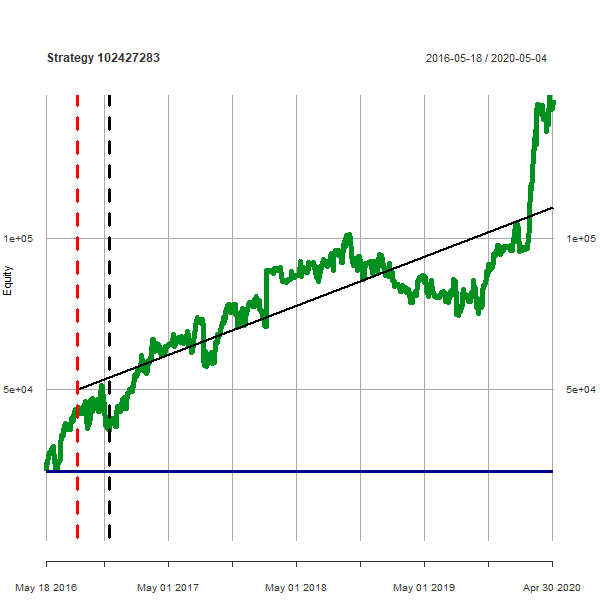 Strategy 102427283
2016-05-18 / 2020-05-04
1e+05
1e+05
Equity
5e+04
5e+04
May 18 2016
May 01 2017
May 01 2018
May 01 2019
Apr 30 2020